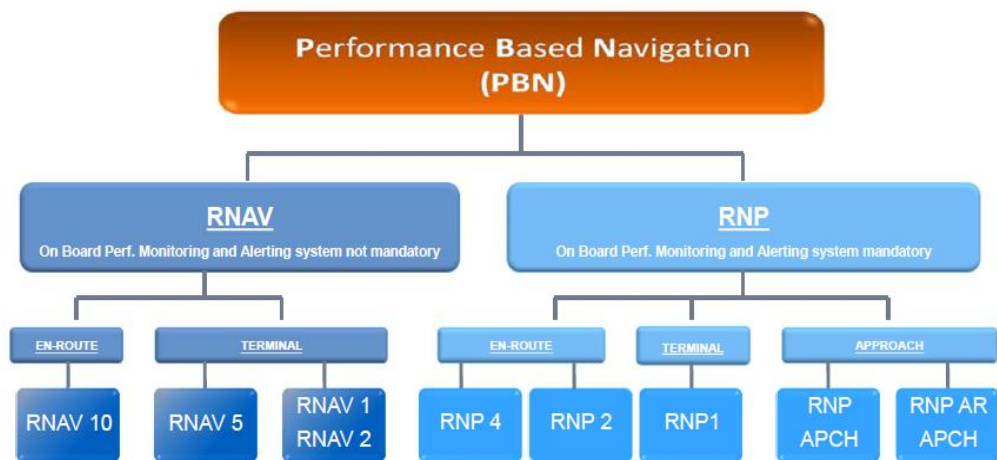 Performance Based Navigation
(PBN)
RNAV
On Board Perf. Monitoring and Alerting system not mandatory
RNP
On Board Perf. Monitoring and Alerting system mandatory
EN-ROUTE
TERMINAL
EN-ROUTE
TERMINAL
APPROACH
RNAV 10
RNAV 5
RNAV 1
RNAV 2
RNP 4
RNP 2
RNP1
RNP
APCH
RNP AR
APCH